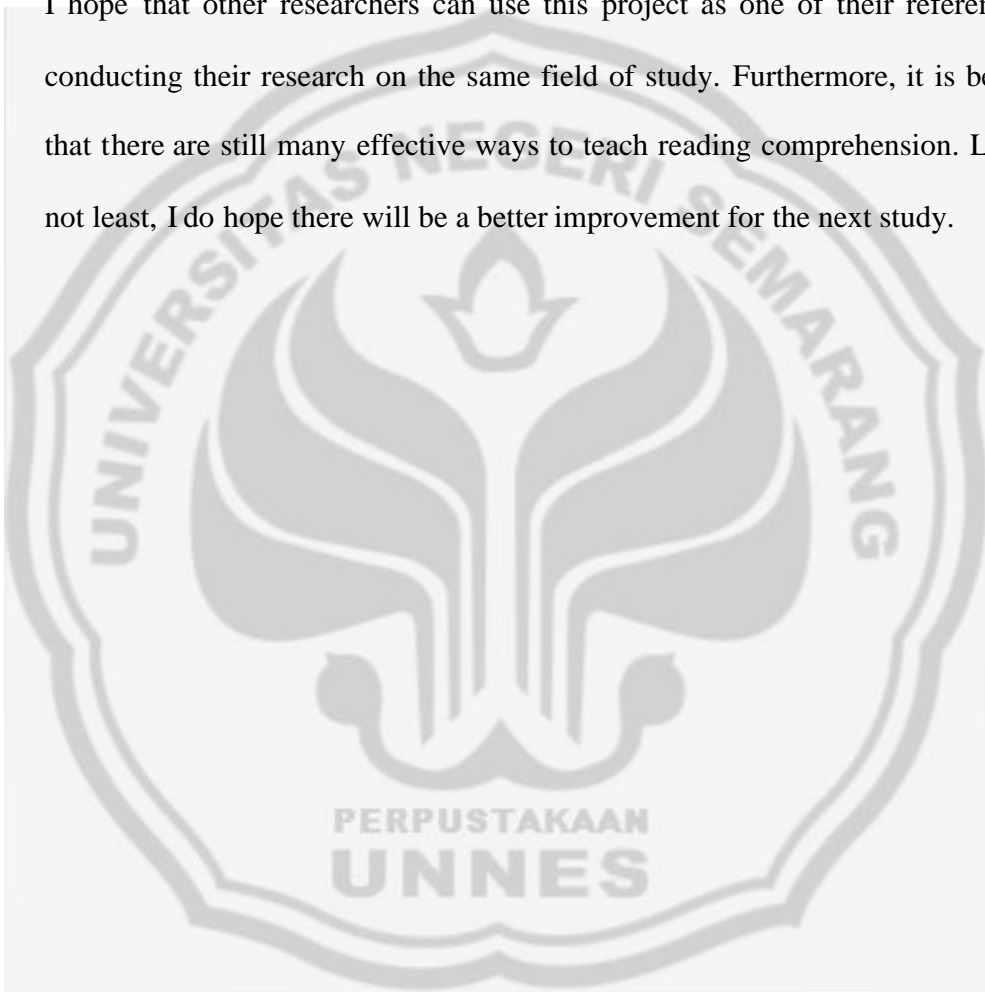 I hope that other researchers can use this project as one of their referen
conducting their research on the same field of study. Furthermore, it is be
that there are still many effective ways to teach reading comprehension. L
not least, I do hope there will be a better improvement for the next study.
UNIVERSITAS NEGERI SEMARANG
PERPUSTAKAAN
UNNES